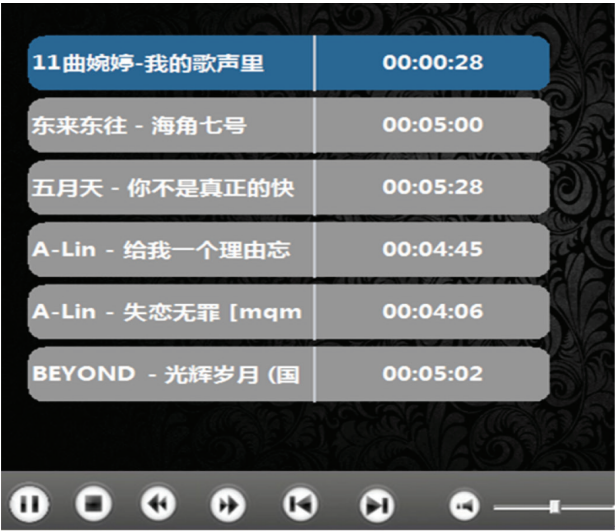 11曲婉婷-我的歌声里 00:00:28
东来东往 - 海角七号 00:05:00
五月天 - 你不是真正的快 00:05:28
A-Lin - 给我一个理由忘 00:04:45
A-Lin - 失恋无罪 [mqm 00:04:06
BEYOND - 光辉岁月 (国 00:05:02